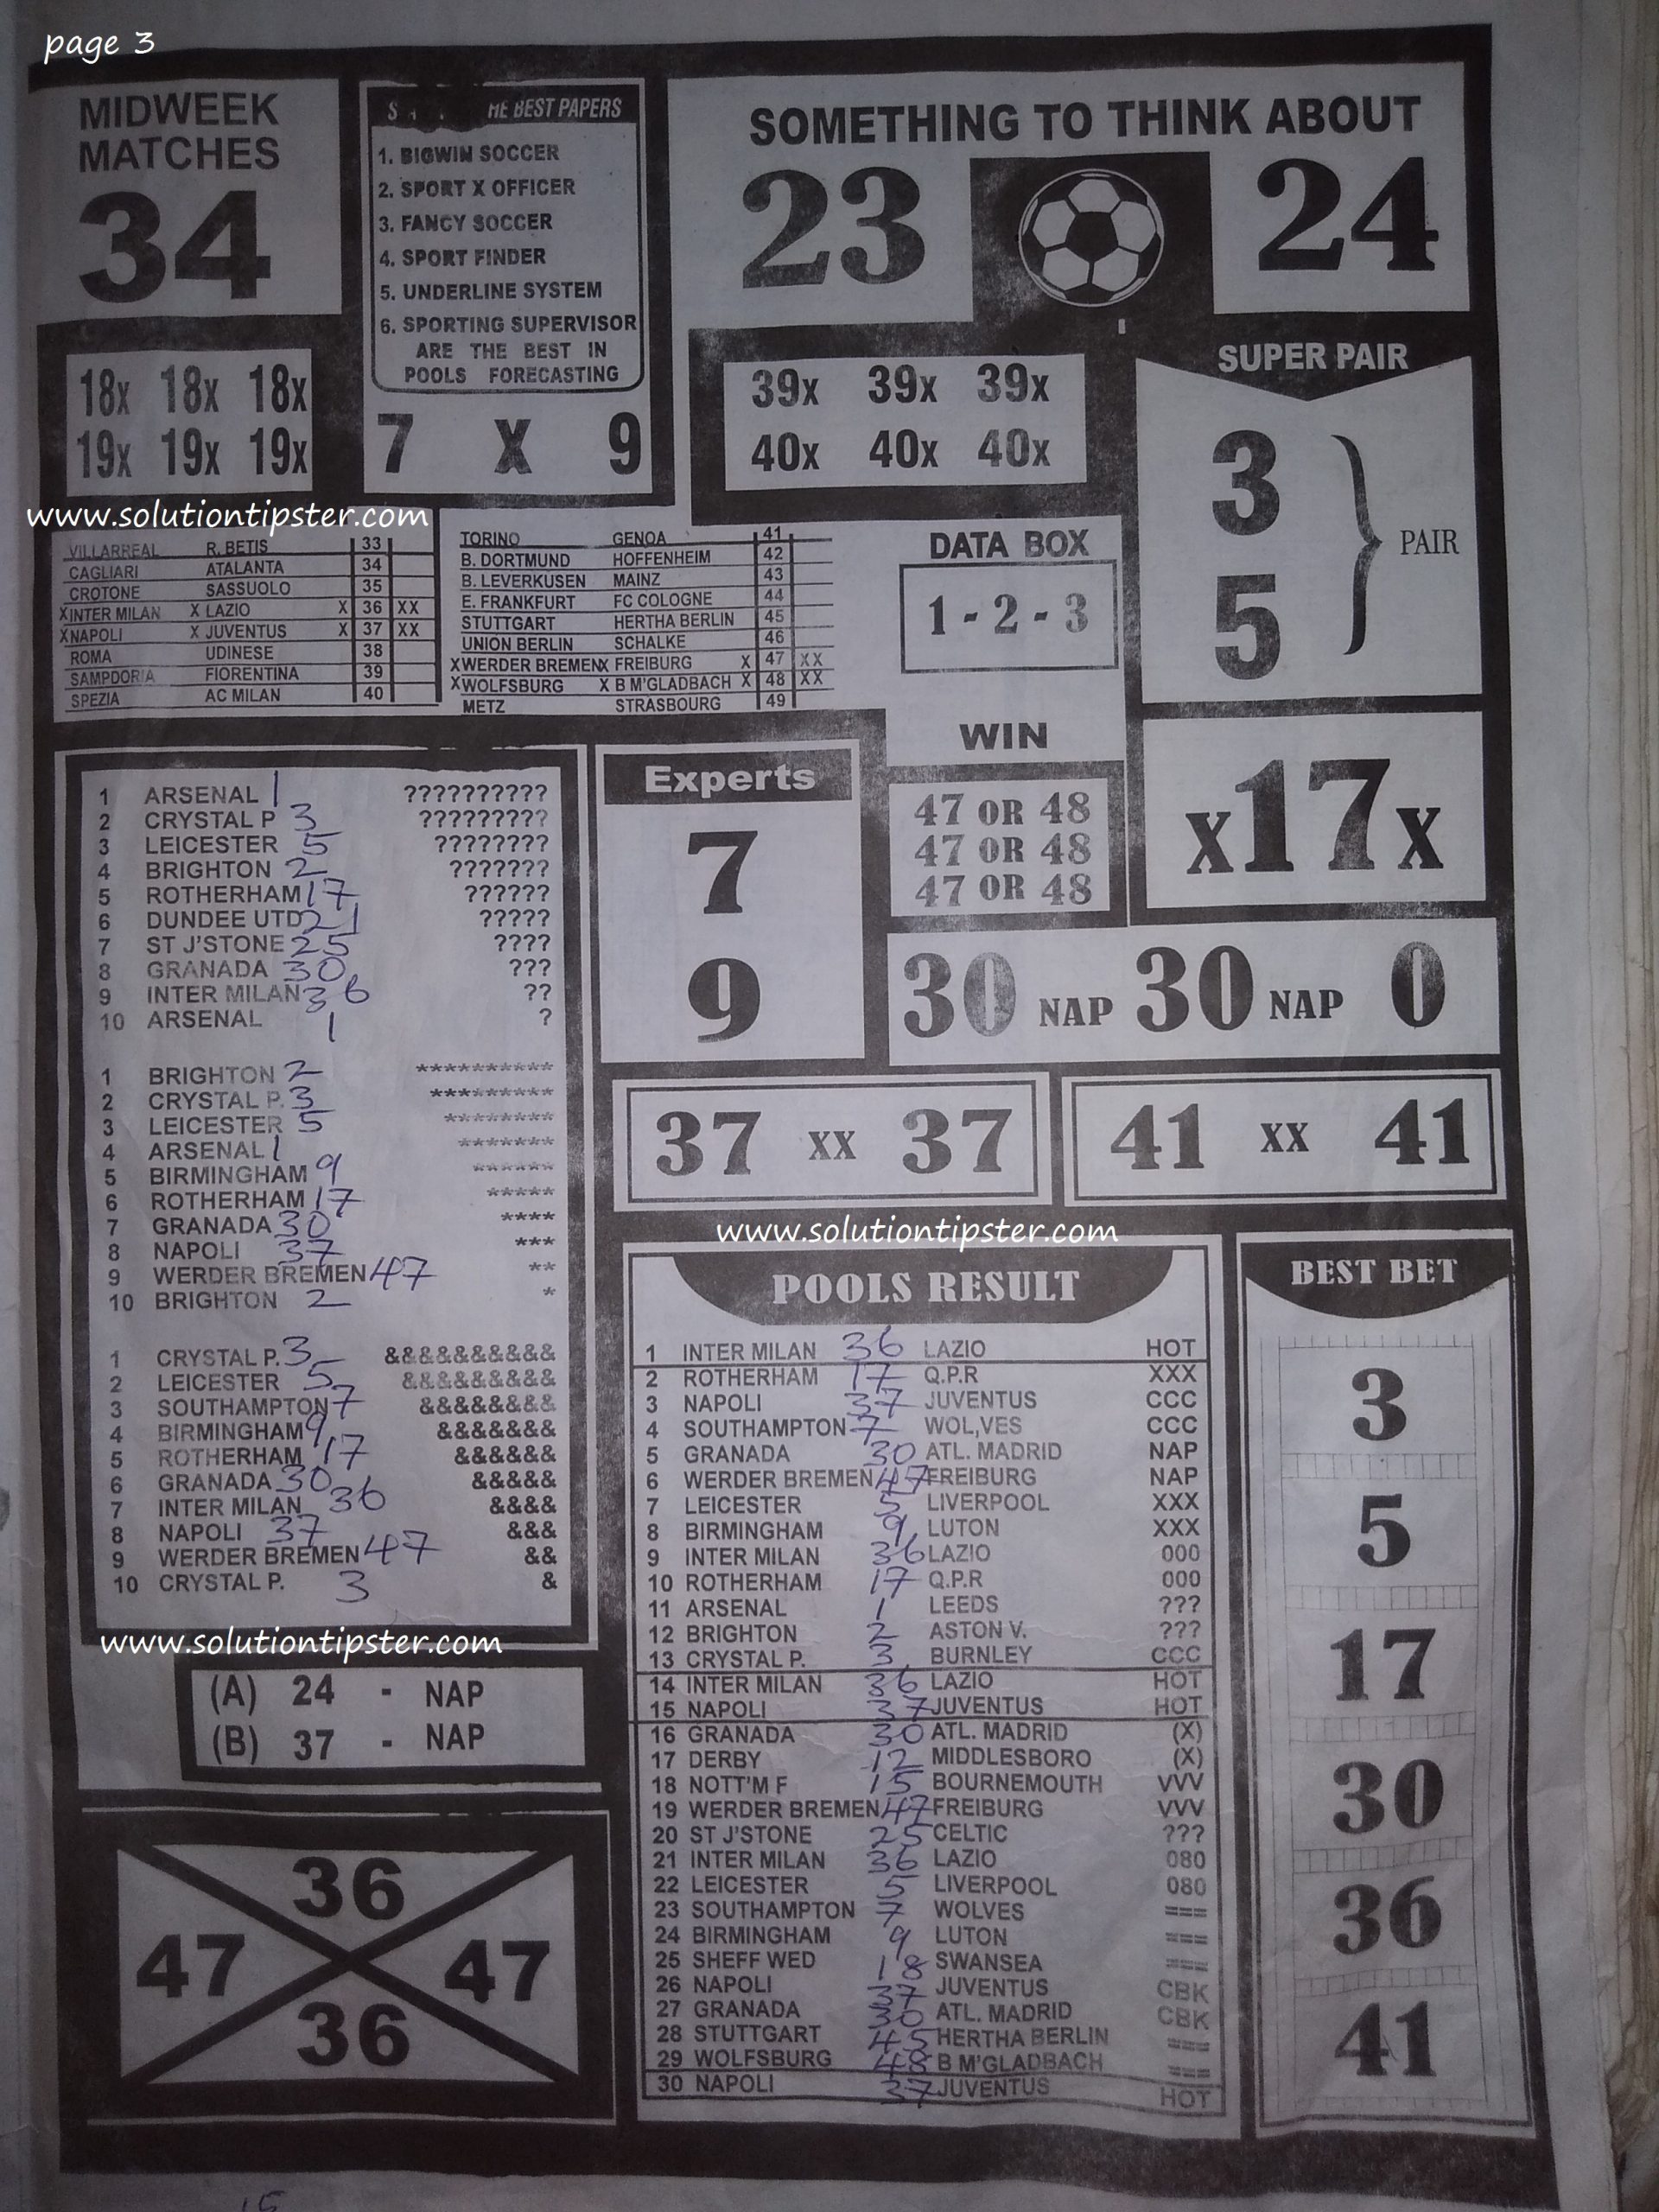 page 3
MIDWEEK
MATCHES
34
HE BEST PAPERS
1. BIGWIN SOCCER
2. SPORT X OFFICER
3. FANCY SOCCER
4. SPORT FINDER
5. UNDERLINE SYSTEM
6. SPORTING SUPERVISOR
ARE THE BEST IN
POOLS FORECASTING
7 X 9
SOMETHING TO THINK ABOUT
23 24
18x 18x 18x
19x 19x 19x
39x 39x 39x
40x 40x 40x
SUPER PAIR
3
5
PAIR
www.solutiontipster.com
VILLARREAL R. BETIS 33
CAGLIARI ATALANTA 34
CROTONE SASSUOLO 35
X INTER MILAN X LAZIO X 36 XX
X NAPOLI X JUVENTUS X 37 XX
ROMA UDINESE 38
SAMPDORIA FIORENTINA 39
SPEZIA AC MILAN 40
TORINO GENOA 41
B. DORTMUND HOFFENHEIM 42
B. LEVERKUSEN MAINZ 43
E. FRANKFURT FC COLOGNE 44
STUTTGART HERTHA BERLIN 45
UNION BERLIN SCHALKE 46
X WERDER BREMEN X FREIBURG X 47 XX
X WOLFSBURG X B M'GLADBACH X 48 XX
METZ STRASBOURG 49
DATA BOX
1 - 2 - 3
WIN
47 OR 48
47 OR 48
47 OR 48
x17x
1 ARSENAL 1 ??????????
2 CRYSTAL P 3 ?????????
3 LEICESTER 5 ????????
4 BRIGHTON 2 ???????
5 ROTHERHAM 17 ??????
6 DUNDEE UTD 21 ?????
7 ST J'STONE 25 ????
8 GRANADA 30 ???
9 INTER MILAN 36 ??
10 ARSENAL 1 ?
1 BRIGHTON 2 **********
2 CRYSTAL P. 3 *********
3 LEICESTER 5 ********
4 ARSENAL 1 *******
5 BIRMINGHAM 9 ******
6 ROTHERHAM 17 *****
7 GRANADA 30 ****
8 NAPOLI 37 ***
9 WERDER BREMEN 47 **
10 BRIGHTON 2 *
1 CRYSTAL P. 3 &&&&&&&&&&
2 LEICESTER 5 &&&&&&&&&
3 SOUTHAMPTON 7 &&&&&&&&
4 BIRMINGHAM 9 &&&&&&&
5 ROTHERHAM 17 &&&&&&
6 GRANADA 30 &&&&&
7 INTER MILAN 36 &&&&
8 NAPOLI 37 &&&
9 WERDER BREMEN 47 &&
10 CRYSTAL P. 3 &
www.solutiontipster.com
Experts
7
9
30 NAP 30 NAP 0
37 xx 37
41 xx 41
www.solutiontipster.com
(A) 24 - NAP
(B) 37 - NAP
36
47 47
36
POOLS RESULT
1 INTER MILAN 36 LAZIO HOT
2 ROTHERHAM 17 Q.P.R XXX
3 NAPOLI 37 JUVENTUS CCC
4 SOUTHAMPTON 7 WOL,VES CCC
5 GRANADA 30 ATL. MADRID NAP
6 WERDER BREMEN 47 FREIBURG NAP
7 LEICESTER 5 LIVERPOOL XXX
8 BIRMINGHAM 9 LUTON XXX
9 INTER MILAN 36 LAZIO 000
10 ROTHERHAM 17 Q.P.R 000
11 ARSENAL 1 LEEDS ???
12 BRIGHTON 2 ASTON V. ???
13 CRYSTAL P. 3 BURNLEY CCC
14 INTER MILAN 36 LAZIO HOT
15 NAPOLI 37 JUVENTUS HOT
16 GRANADA 30 ATL. MADRID (X)
17 DERBY 12 MIDDLESBORO (X)
18 NOTT'M F 15 BOURNEMOUTH VVV
19 WERDER BREMEN 47 FREIBURG VVV
20 ST J'STONE 25 CELTIC ???
21 INTER MILAN 36 LAZIO 080
22 LEICESTER 5 LIVERPOOL 080
23 SOUTHAMPTON 7 WOLVES ===
24 BIRMINGHAM 9 LUTON ===
25 SHEFF WED 18 SWANSEA ===
26 NAPOLI 37 JUVENTUS CBK
27 GRANADA 30 ATL. MADRID CBK
28 STUTTGART 45 HERTHA BERLIN ===
29 WOLFSBURG 48 B M'GLADBACH ===
30 NAPOLI 37 JUVENTUS HOT
BEST BET
3
5
17
30
36
41
15